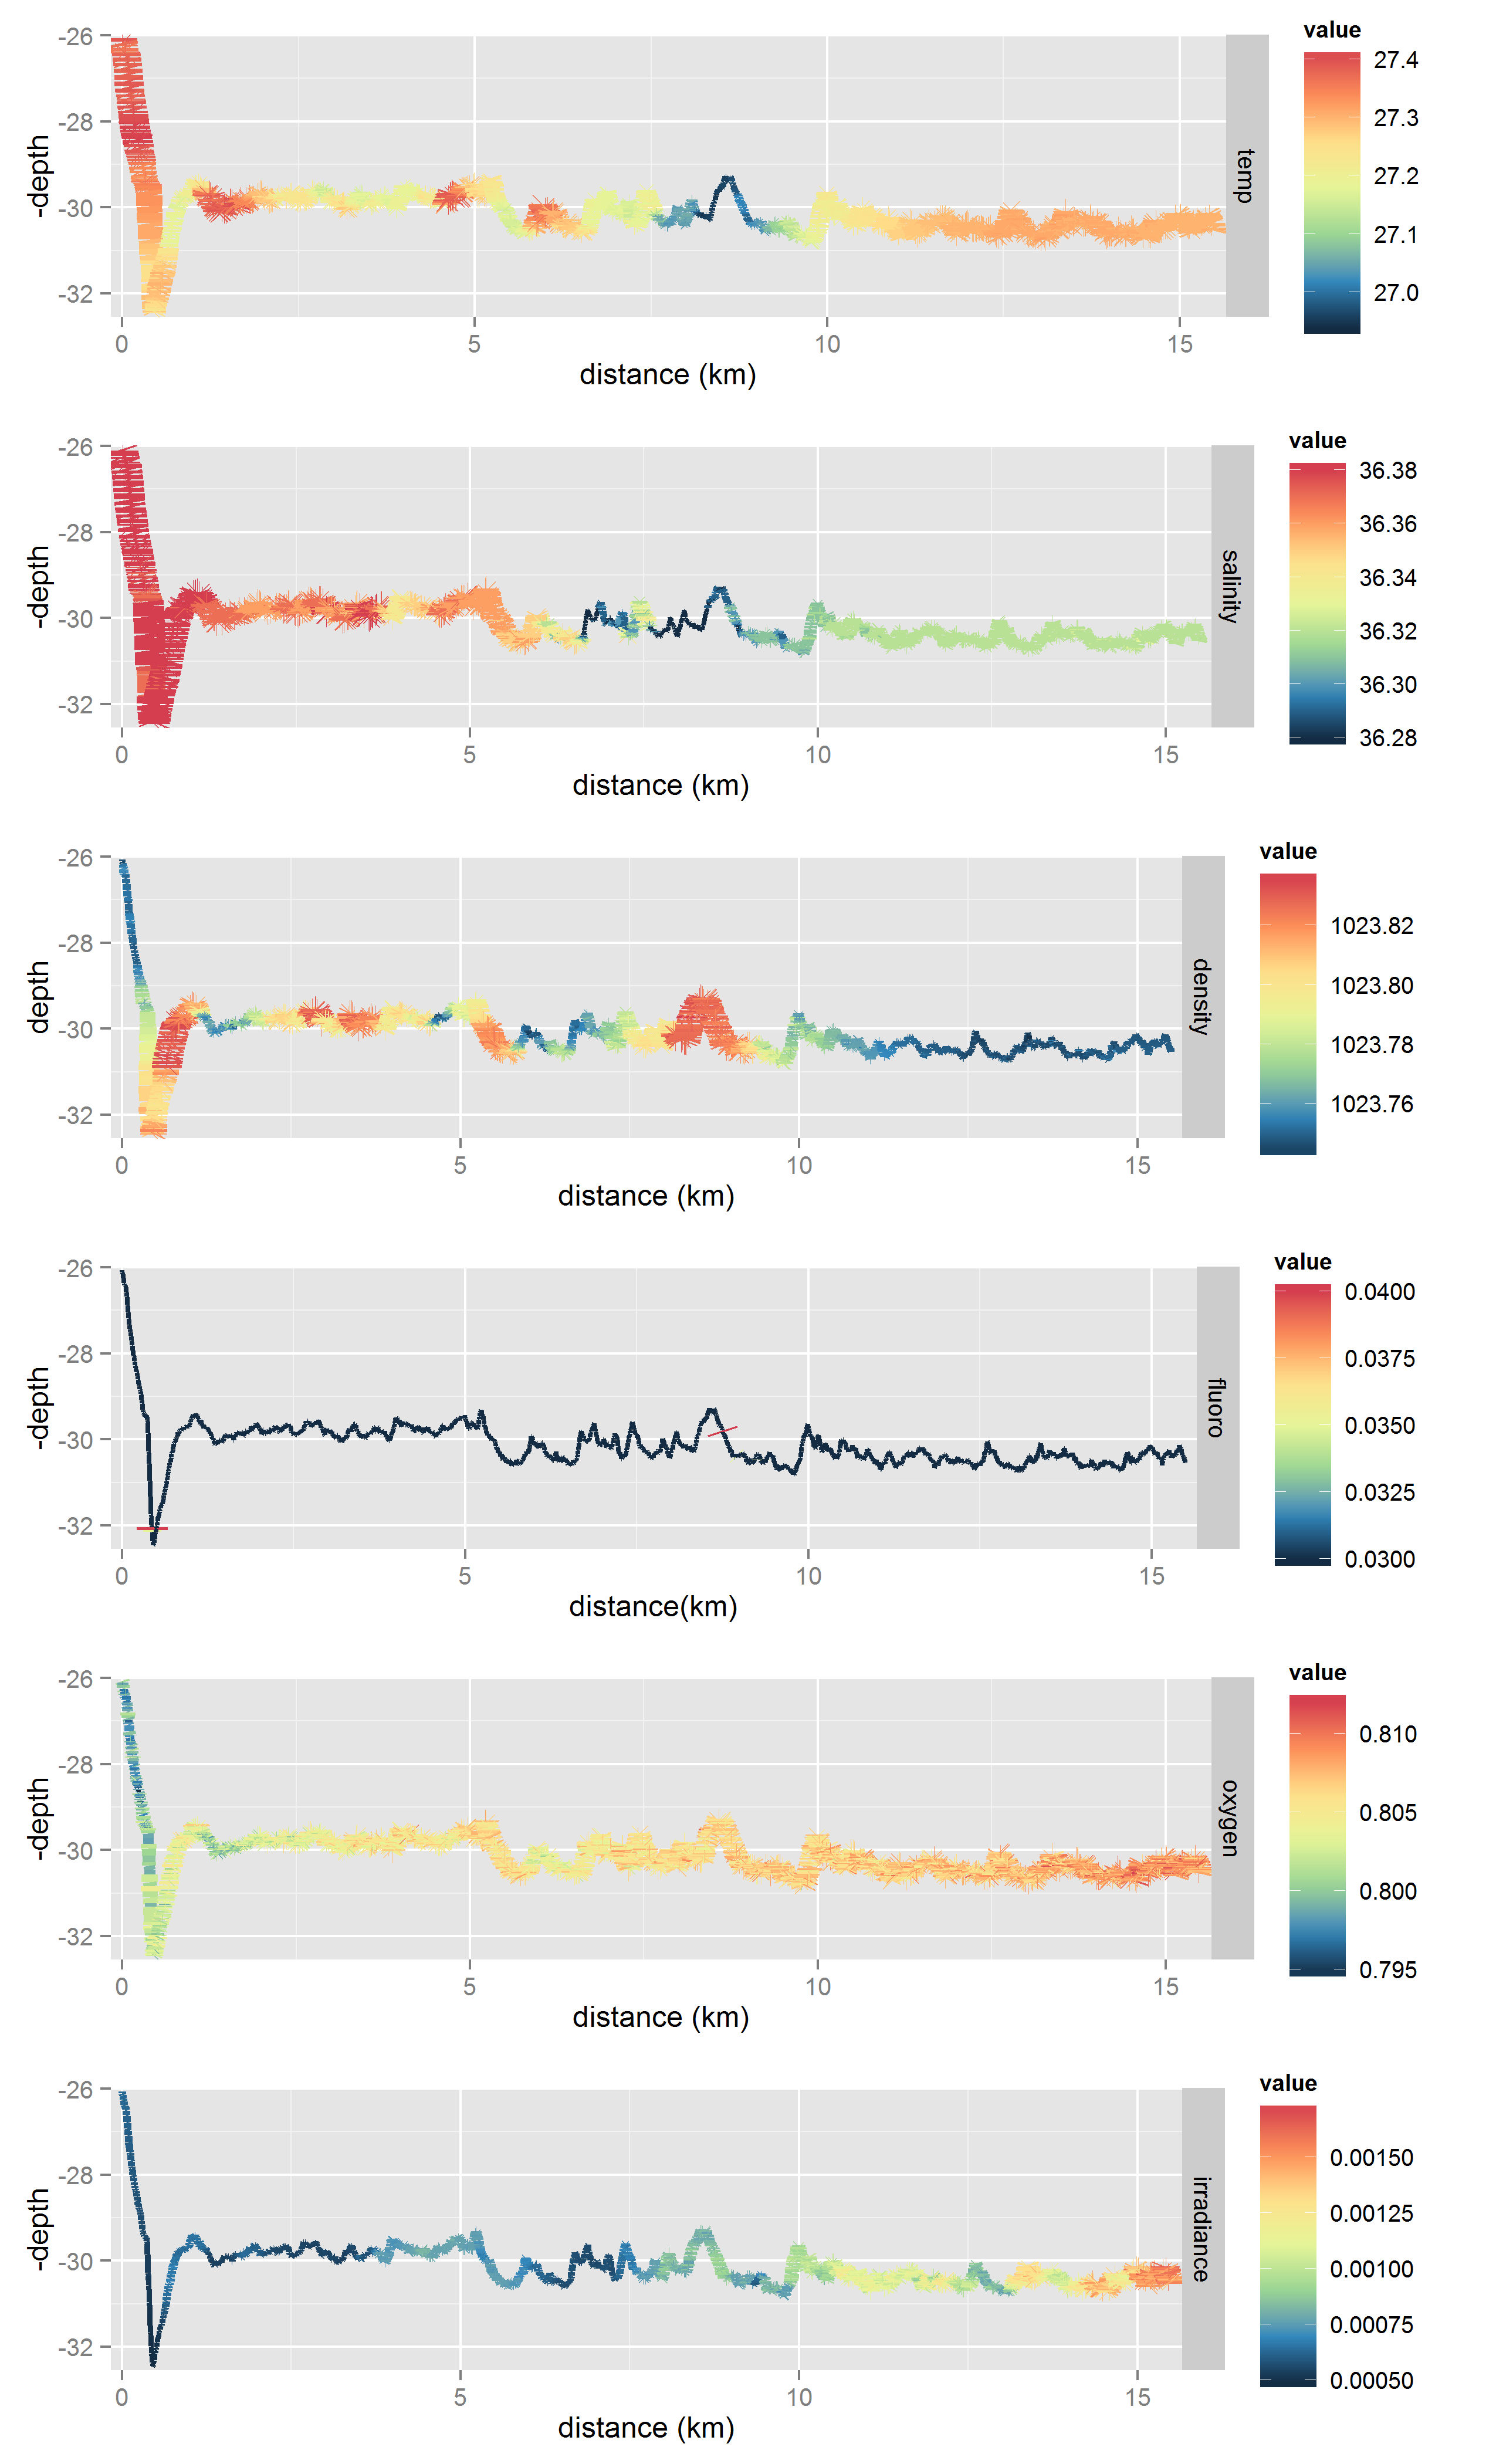 value
-26
-28
-30
-32
-depth
temp
27.4
27.3
27.2
27.1
27.0
0 5 10 15
distance (km)
value
-26
-28
-30
-32
-depth
salinity
36.38
36.36
36.34
36.32
36.30
36.28
0 5 10 15
distance (km)
value
-26
-28
-30
-32
depth
density
1023.82
1023.80
1023.78
1023.76
0 5 10 15
distance (km)
value
-26
-28
-30
-32
-depth
fluoro
0.0400
0.0375
0.0350
0.0325
0.0300
0 5 10 15
distance(km)
value
-26
-28
-30
-32
-depth
oxygen
0.810
0.805
0.800
0.795
0 5 10 15
distance (km)
value
-26
-28
-30
-32
-depth
irradiance
0.00150
0.00125
0.00100
0.00075
0.00050
0 5 10 15
distance (km)